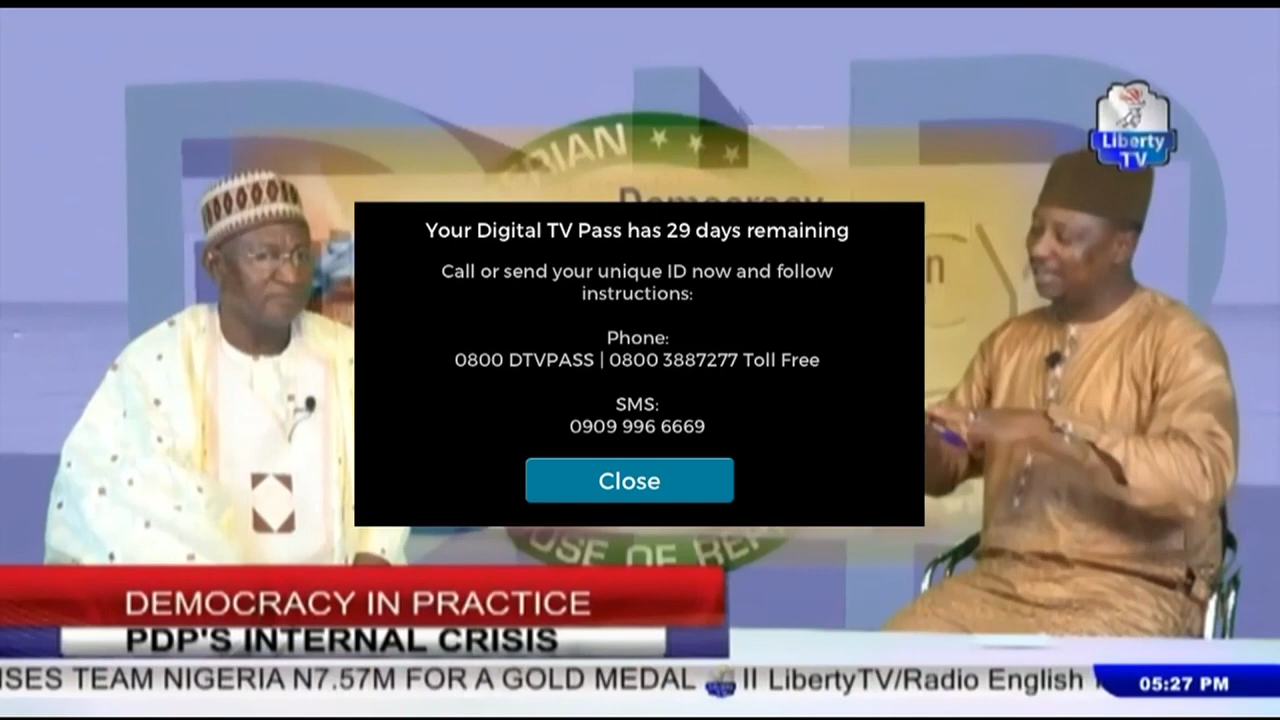 Liberty
TV
Your Digital TV Pass has 29 days remaining
Call or send your unique ID now and follow
instructions:
Phone:
0800 DTVPASS | 0800 3887277 Toll Free
SMS:
0909 996 6669
Close
DEMOCRACY IN PRACTICE
PDP'S INTERNAL CRISIS
TEAM NIGERIA N7.57M FOR A GOLD MEDAL II LibertyTV/Radio English
05:27 PM